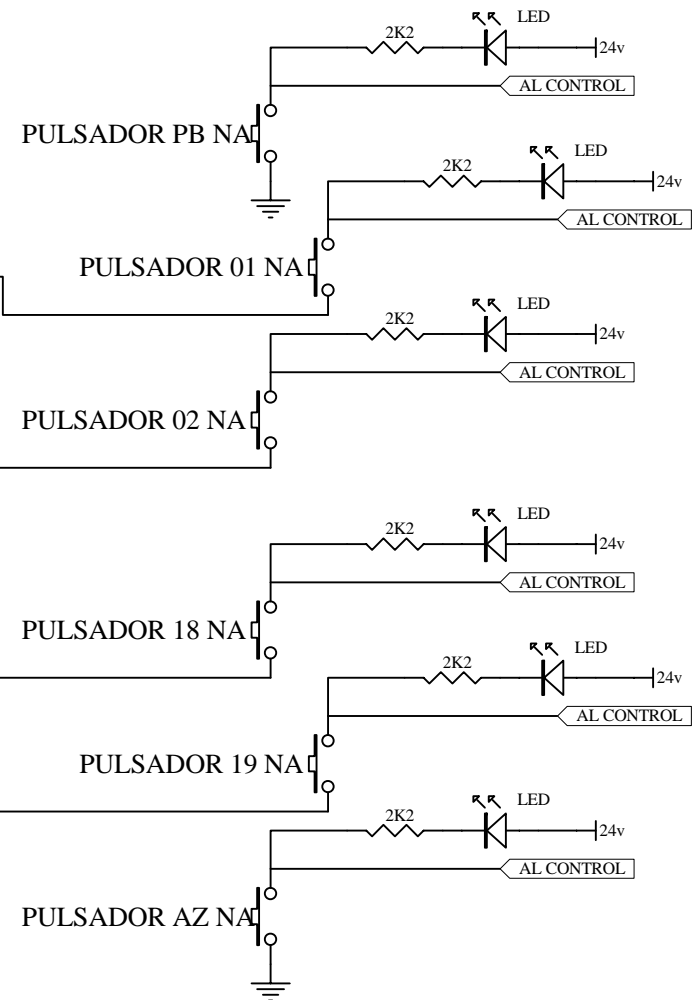 LED
2K2
24v
AL CONTROL
PULSADOR PB NA
LED
2K2
24v
AL CONTROL
PULSADOR 01 NA
LED
2K2
24v
AL CONTROL
PULSADOR 02 NA
LED
2K2
24v
AL CONTROL
PULSADOR 18 NA
LED
2K2
24v
AL CONTROL
PULSADOR 19 NA
LED
2K2
24v
AL CONTROL
PULSADOR AZ NA